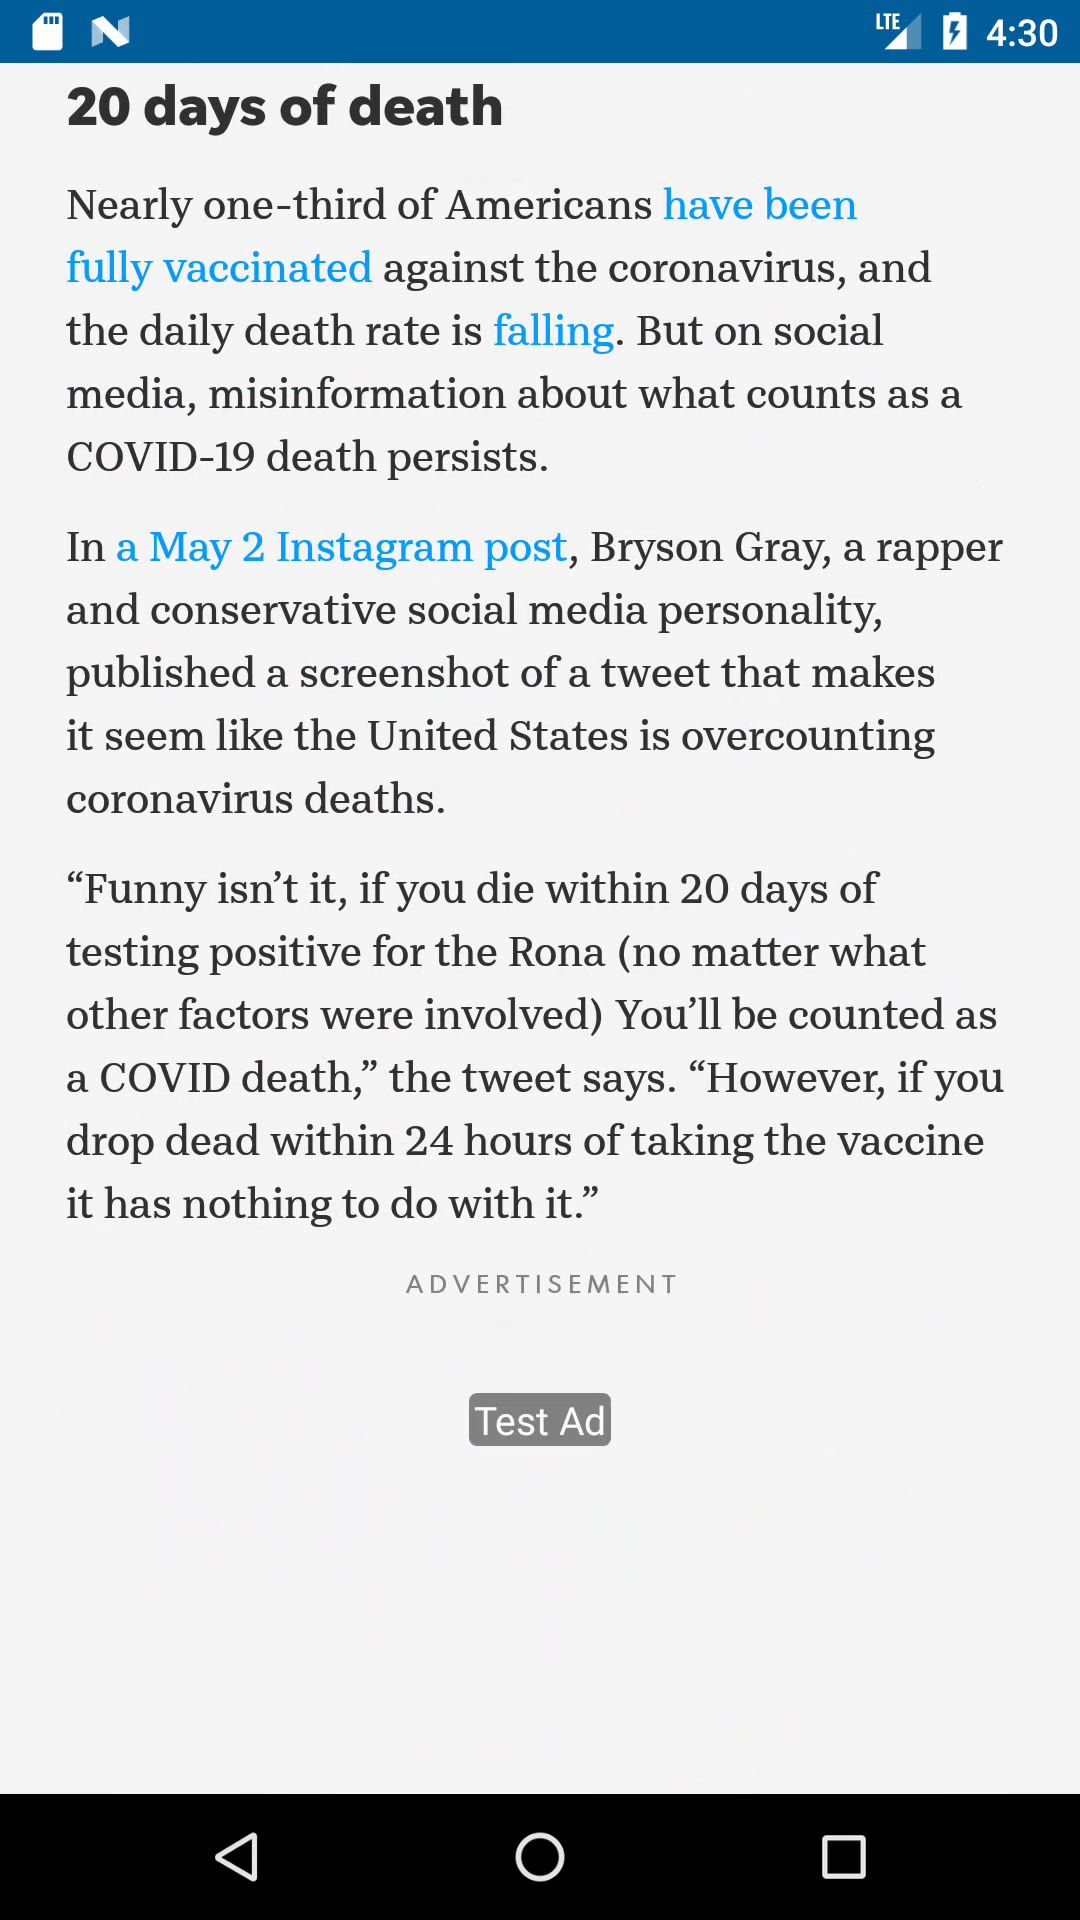 LTE 4:30
20 days of death
Nearly one-third of Americans have been
fully vaccinated against the coronavirus, and
the daily death rate is falling. But on social
media, misinformation about what counts as a
COVID-19 death persists.
In a May 2 Instagram post, Bryson Gray, a rapper
and conservative social media personality,
published a screenshot of a tweet that makes
it seem like the United States is overcounting
coronavirus deaths.
“Funny isn’t it, if you die within 20 days of
testing positive for the Rona (no matter what
other factors were involved) You’ll be counted as
a COVID death,” the tweet says. “However, if you
drop dead within 24 hours of taking the vaccine
it has nothing to do with it.”
ADVERTISEMENT
Test Ad